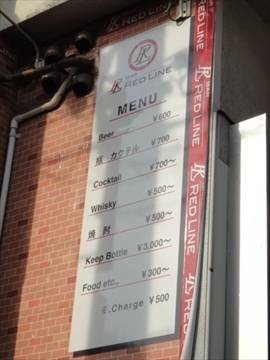 BAR
RED LINE
MENU
Beer ¥600
カクテル ¥700
Cocktail ¥700～
Whisky ¥500～
焼酎 ¥500～
Keep Bottle ¥3,000～
Food etc., ¥300～
※.Charge ¥500
RED LINE
RED LINE
RED LINE